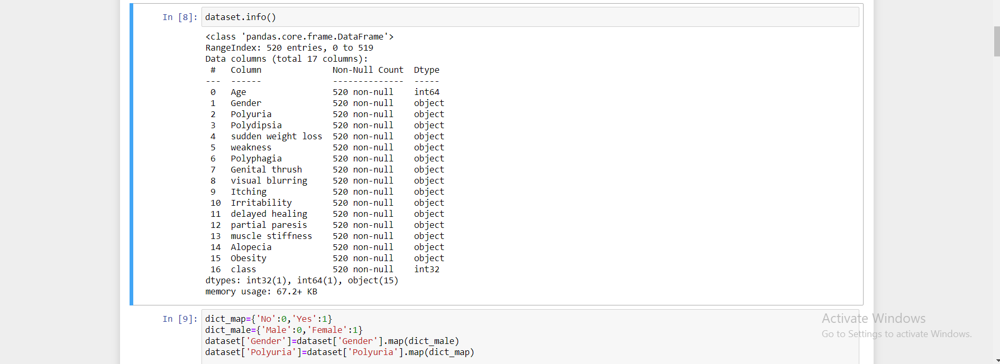 In [8]: dataset.info()
<class 'pandas.core.frame.DataFrame'>
RangeIndex: 520 entries, 0 to 519
Data columns (total 17 columns):
 #   Column              Non-Null Count  Dtype
---  ------              --------------  -----
 0   Age                 520 non-null    int64
 1   Gender              520 non-null    object
 2   Polyuria            520 non-null    object
 3   Polydipsia          520 non-null    object
 4   sudden weight loss  520 non-null    object
 5   weakness            520 non-null    object
 6   Polyphagia          520 non-null    object
 7   Genital thrush      520 non-null    object
 8   visual blurring     520 non-null    object
 9   Itching             520 non-null    object
 10  Irritability        520 non-null    object
 11  delayed healing     520 non-null    object
 12  partial paresis     520 non-null    object
 13  muscle stiffness    520 non-null    object
 14  Alopecia            520 non-null    object
 15  Obesity             520 non-null    object
 16  class               520 non-null    int32
dtypes: int32(1), int64(1), object(15)
memory usage: 67.2+ KB
In [9]: dict_map={'No':0,'Yes':1}
dict_male={'Male':0,'Female':1}
dataset['Gender']=dataset['Gender'].map(dict_male)
dataset['Polyuria']=dataset['Polyuria'].map(dict_map)
Activate Windows
Go to Settings to activate Windows.